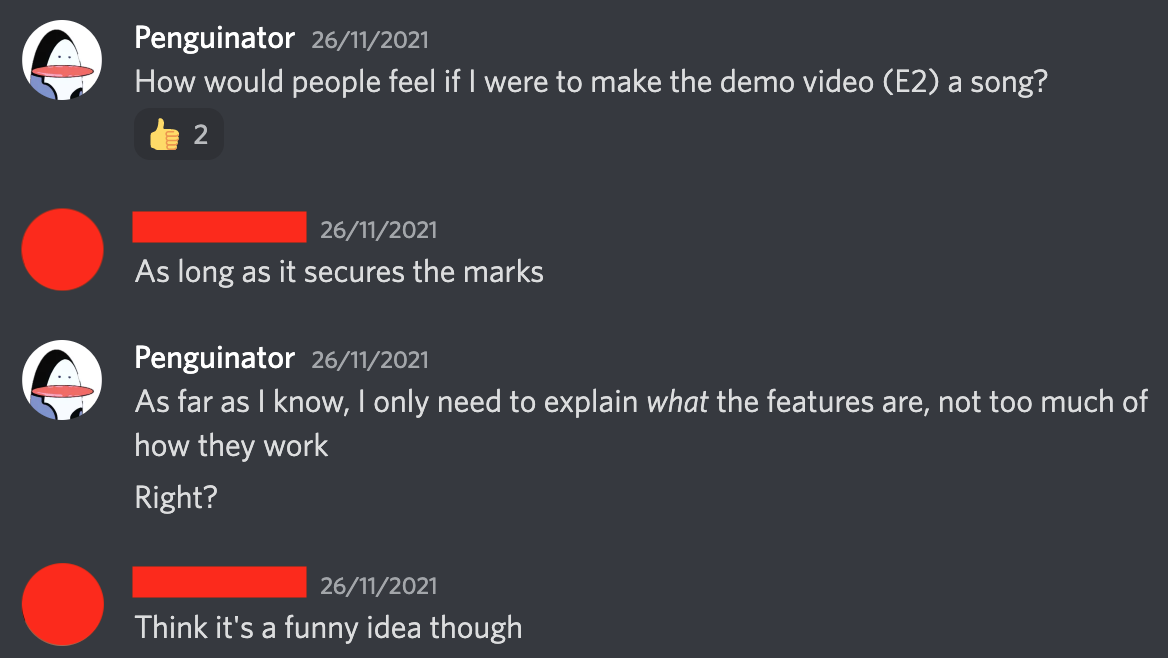 Penguinator 26/11/2021
How would people feel if I were to make the demo video (E2) a song?
👍 2
26/11/2021
As long as it secures the marks
Penguinator 26/11/2021
As far as I know, I only need to explain what the features are, not too much of
how they work
Right?
26/11/2021
Think it's a funny idea though